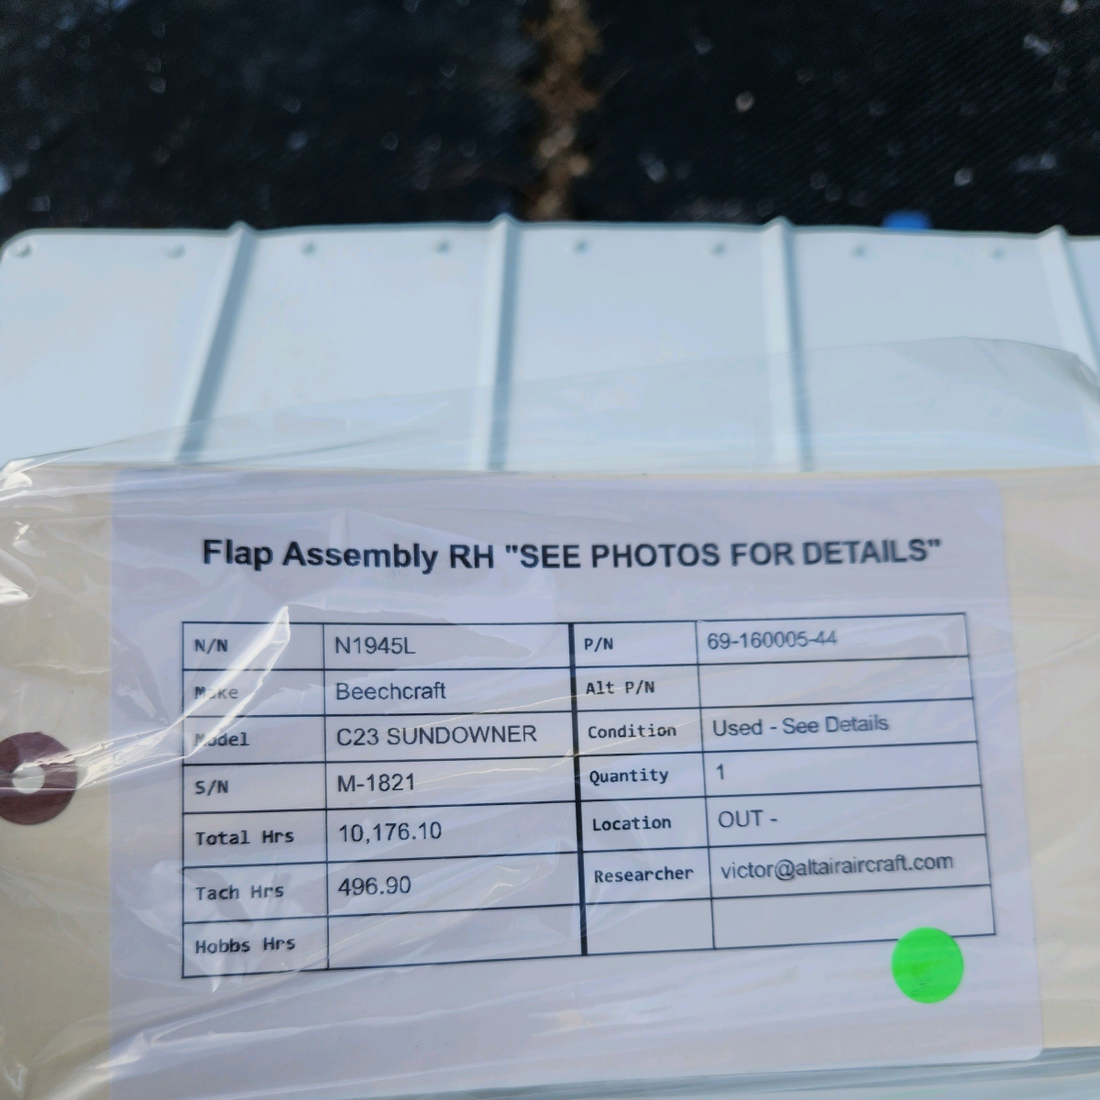 Flap Assembly RH "SEE PHOTOS FOR DETAILS"
N/N N1945L P/N 69-160005-44
Make Beechcraft Alt P/N
Model C23 SUNDOWNER Condition Used - See Details
S/N M-1821 Quantity 1
Total Hrs 10,176.10 Location OUT -
Tach Hrs 496.90 Researcher victor@altairaircraft.com
Hobbs Hrs